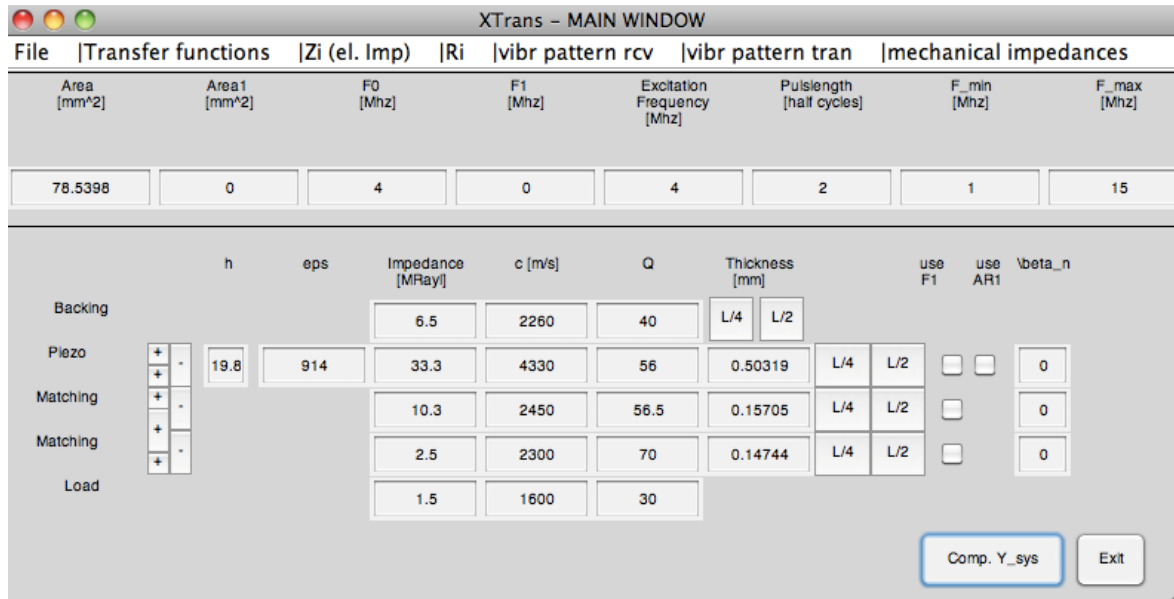 XTrans – MAIN WINDOW
File |Transfer functions |Zi (el. Imp) |Ri |vibr pattern rcv |vibr pattern tran |mechanical impedances
Area Area1 F0 F1 Excitation Pulslength F_min F_max
[mm^2] [mm^2] [Mhz] [Mhz] Frequency [half cycles] [Mhz] [Mhz]
[Mhz]
78.5398 0 4 0 4 2 1 15
h eps Impedance c [m/s] Q Thickness use use \beta_n
[MRayl] [mm] F1 AR1
Backing 6.5 2260 40 L/4 L/2
Piezo + + - 19.8 914 33.3 4330 56 0.50319 L/4 L/2 0
Matching + - 10.3 2450 56.5 0.15705 L/4 L/2 0
Matching + + - 2.5 2300 70 0.14744 L/4 L/2 0
Load 1.5 1600 30
Comp. Y_sys Exit